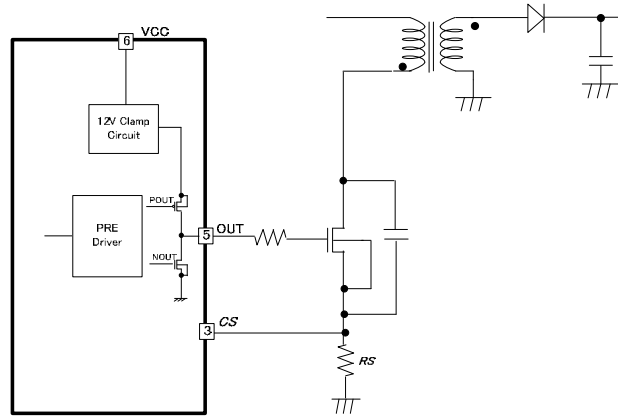 6 VCC
12V Clamp
Circuit
POUT
PRE
Driver
5 OUT
NOUT
3 CS
RS